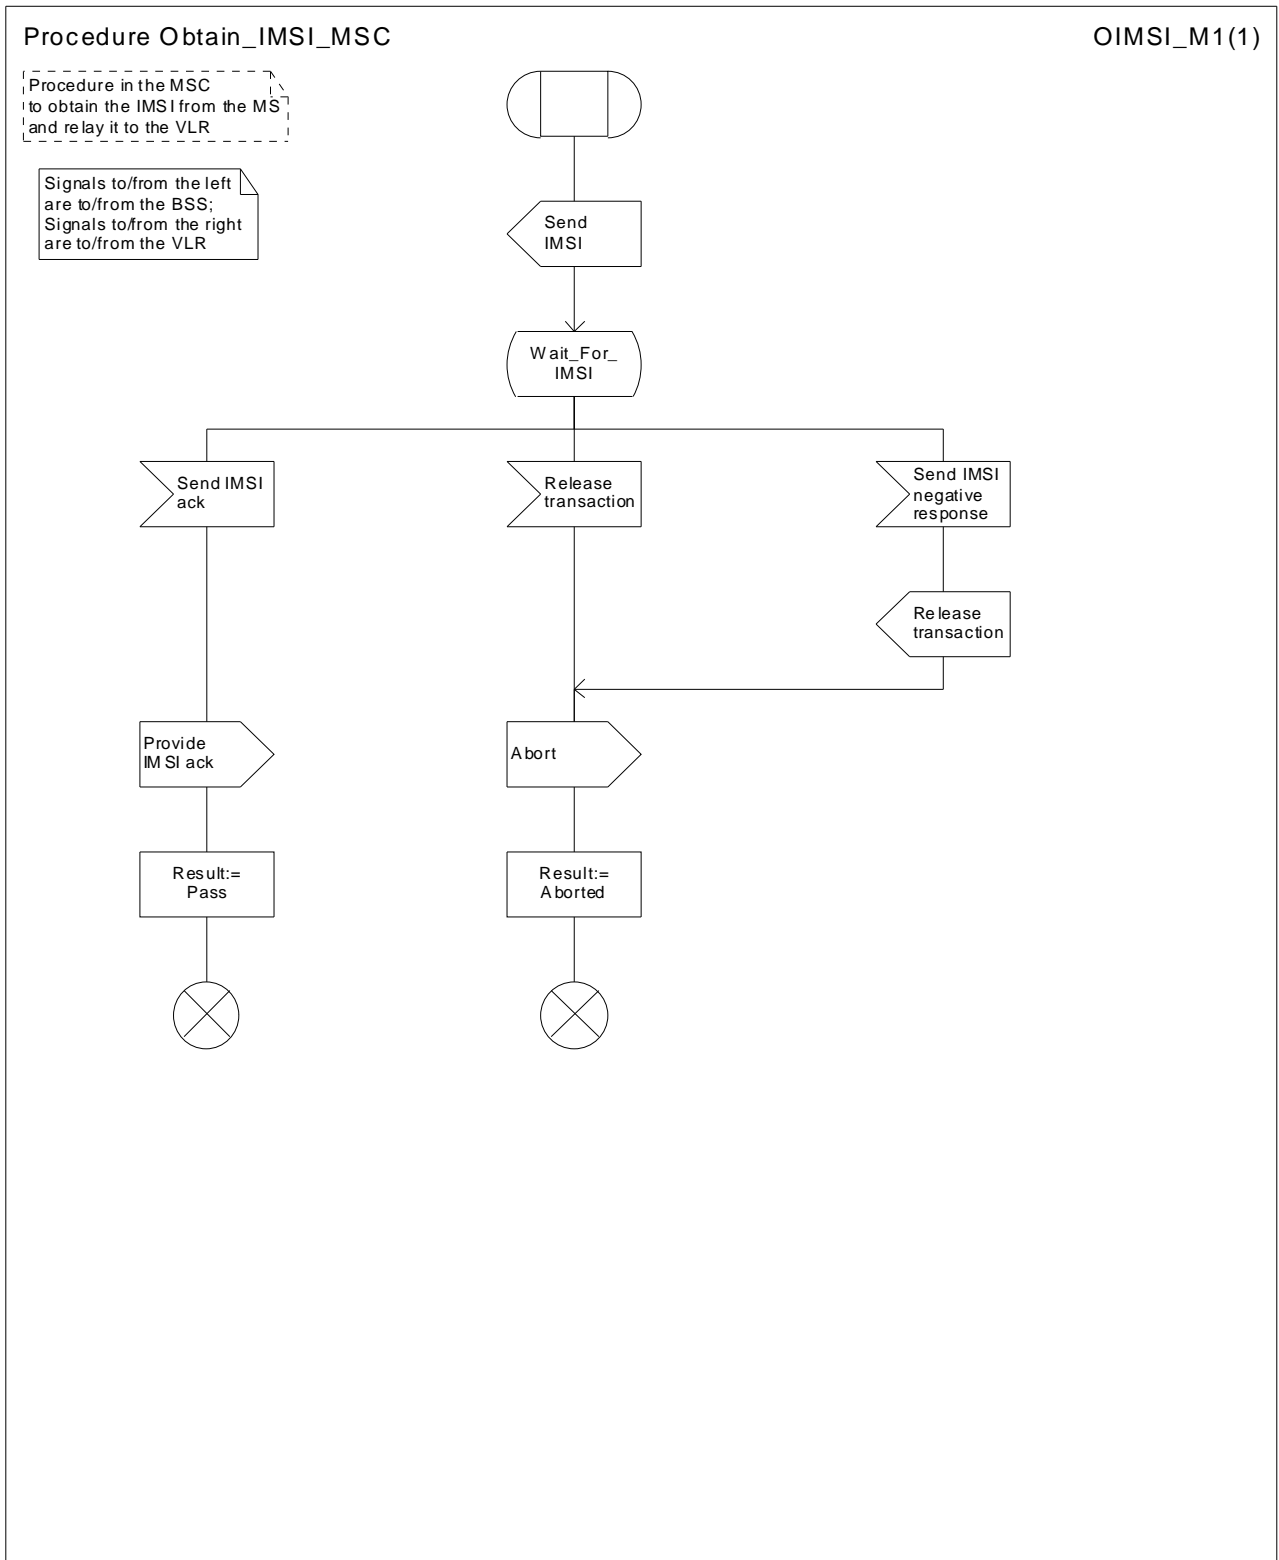 Procedure Obtain_IMSI_MSC
OIMSI_M1(1)
Procedure in the MSC
to obtain the IMSI from the MS
and relay it to the VLR
Signals to/from the left
are to/from the BSS;
Signals to/from the right
are to/from the VLR
Send
IMSI
Wait_For_
IMSI
Send IMSI
ack
Release
transaction
Send IMSI
negative
response
Release
transaction
Provide
IMSI ack
Abort
Result:=
Pass
Result:=
Aborted